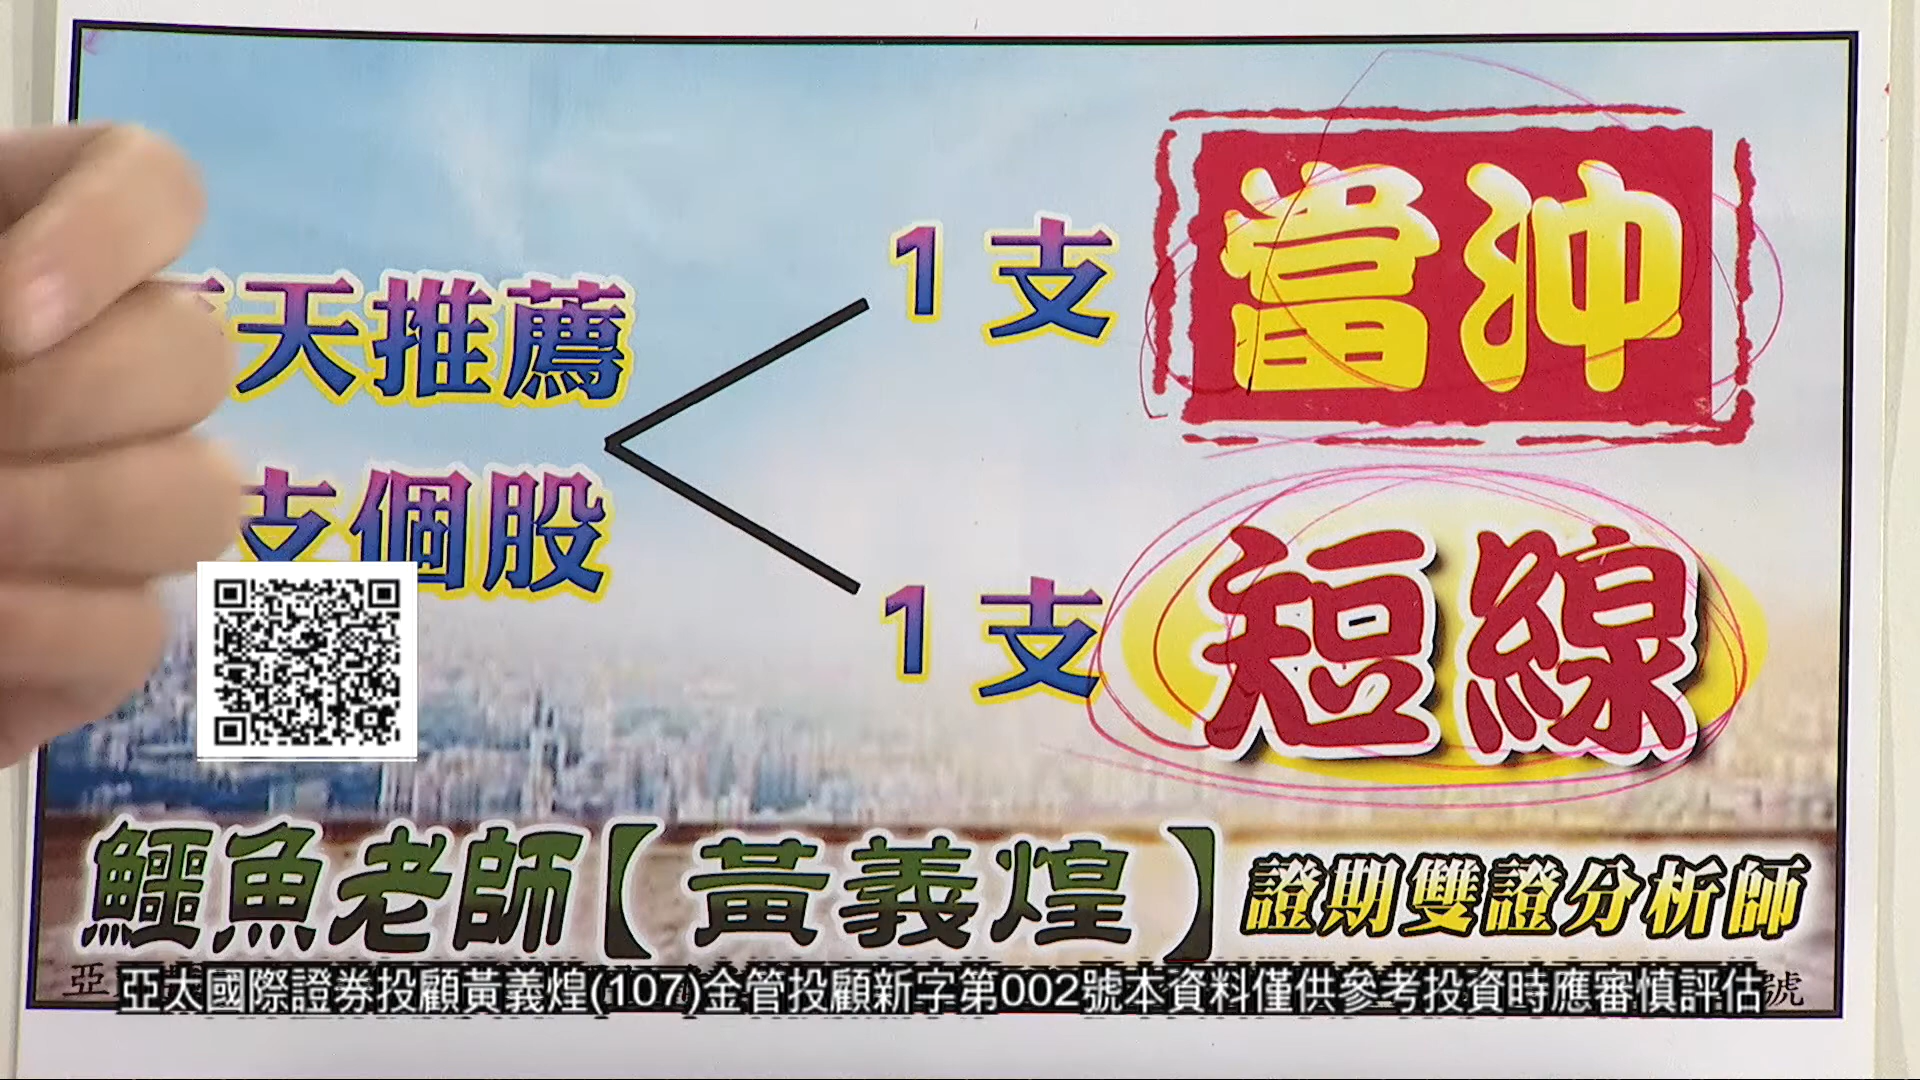 天推薦
支個股
1支
當沖
1支
短線
鱷魚老師【黃義煌】證期雙證分析師
亞太國際證券投顧黃義煌(107)金管投顧新字第002號本資料僅供參考投資時應審慎評估
亞
號